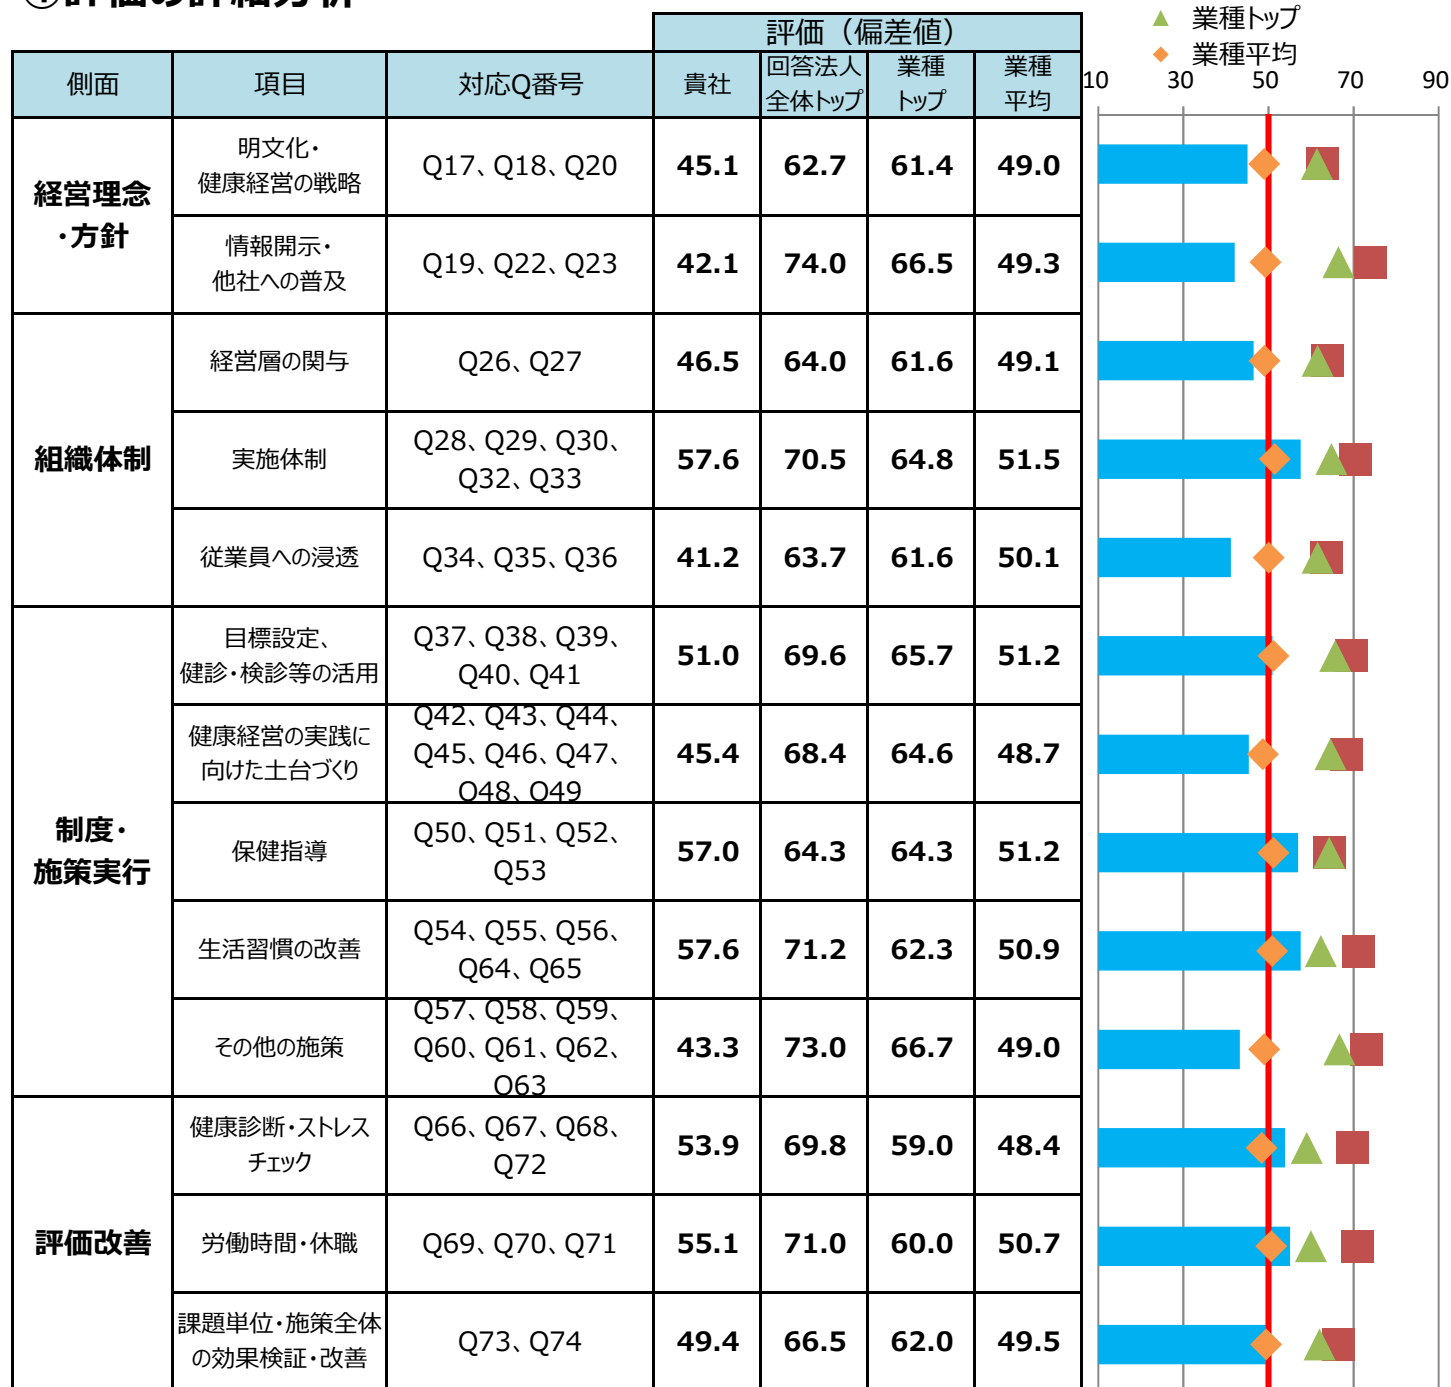 ①評価の詳細分析
▲ 業種トップ
◆ 業種平均
評価（偏差値）
側面 項目 対応Q番号 貴社 回答法人 業種 業種
全体トップ トップ 平均
10 30 50 70 90
経営理念
・方針
明文化・
健康経営の戦略
Q17、Q18、Q20 45.1 62.7 61.4 49.0
情報開示・
他社への普及
Q19、Q22、Q23 42.1 74.0 66.5 49.3
組織体制
経営層の関与 Q26、Q27 46.5 64.0 61.6 49.1
実施体制
Q28、Q29、Q30、
Q32、Q33
57.6 70.5 64.8 51.5
従業員への浸透 Q34、Q35、Q36 41.2 63.7 61.6 50.1
制度・
施策実行
目標設定、
健診・検診等の活用
Q37、Q38、Q39、
Q40、Q41
51.0 69.6 65.7 51.2
健康経営の実践に
向けた土台づくり
Q42、Q43、Q44、
Q45、Q46、Q47、
Q48、Q49
45.4 68.4 64.6 48.7
保健指導
Q50、Q51、Q52、
Q53
57.0 64.3 64.3 51.2
生活習慣の改善
Q54、Q55、Q56、
Q64、Q65
57.6 71.2 62.3 50.9
その他の施策
Q57、Q58、Q59、
Q60、Q61、Q62、
Q63
43.3 73.0 66.7 49.0
評価改善
健康診断・ストレス
チェック
Q66、Q67、Q68、
Q72
53.9 69.8 59.0 48.4
労働時間・休職 Q69、Q70、Q71 55.1 71.0 60.0 50.7
課題単位・施策全体
の効果検証・改善
Q73、Q74 49.4 66.5 62.0 49.5